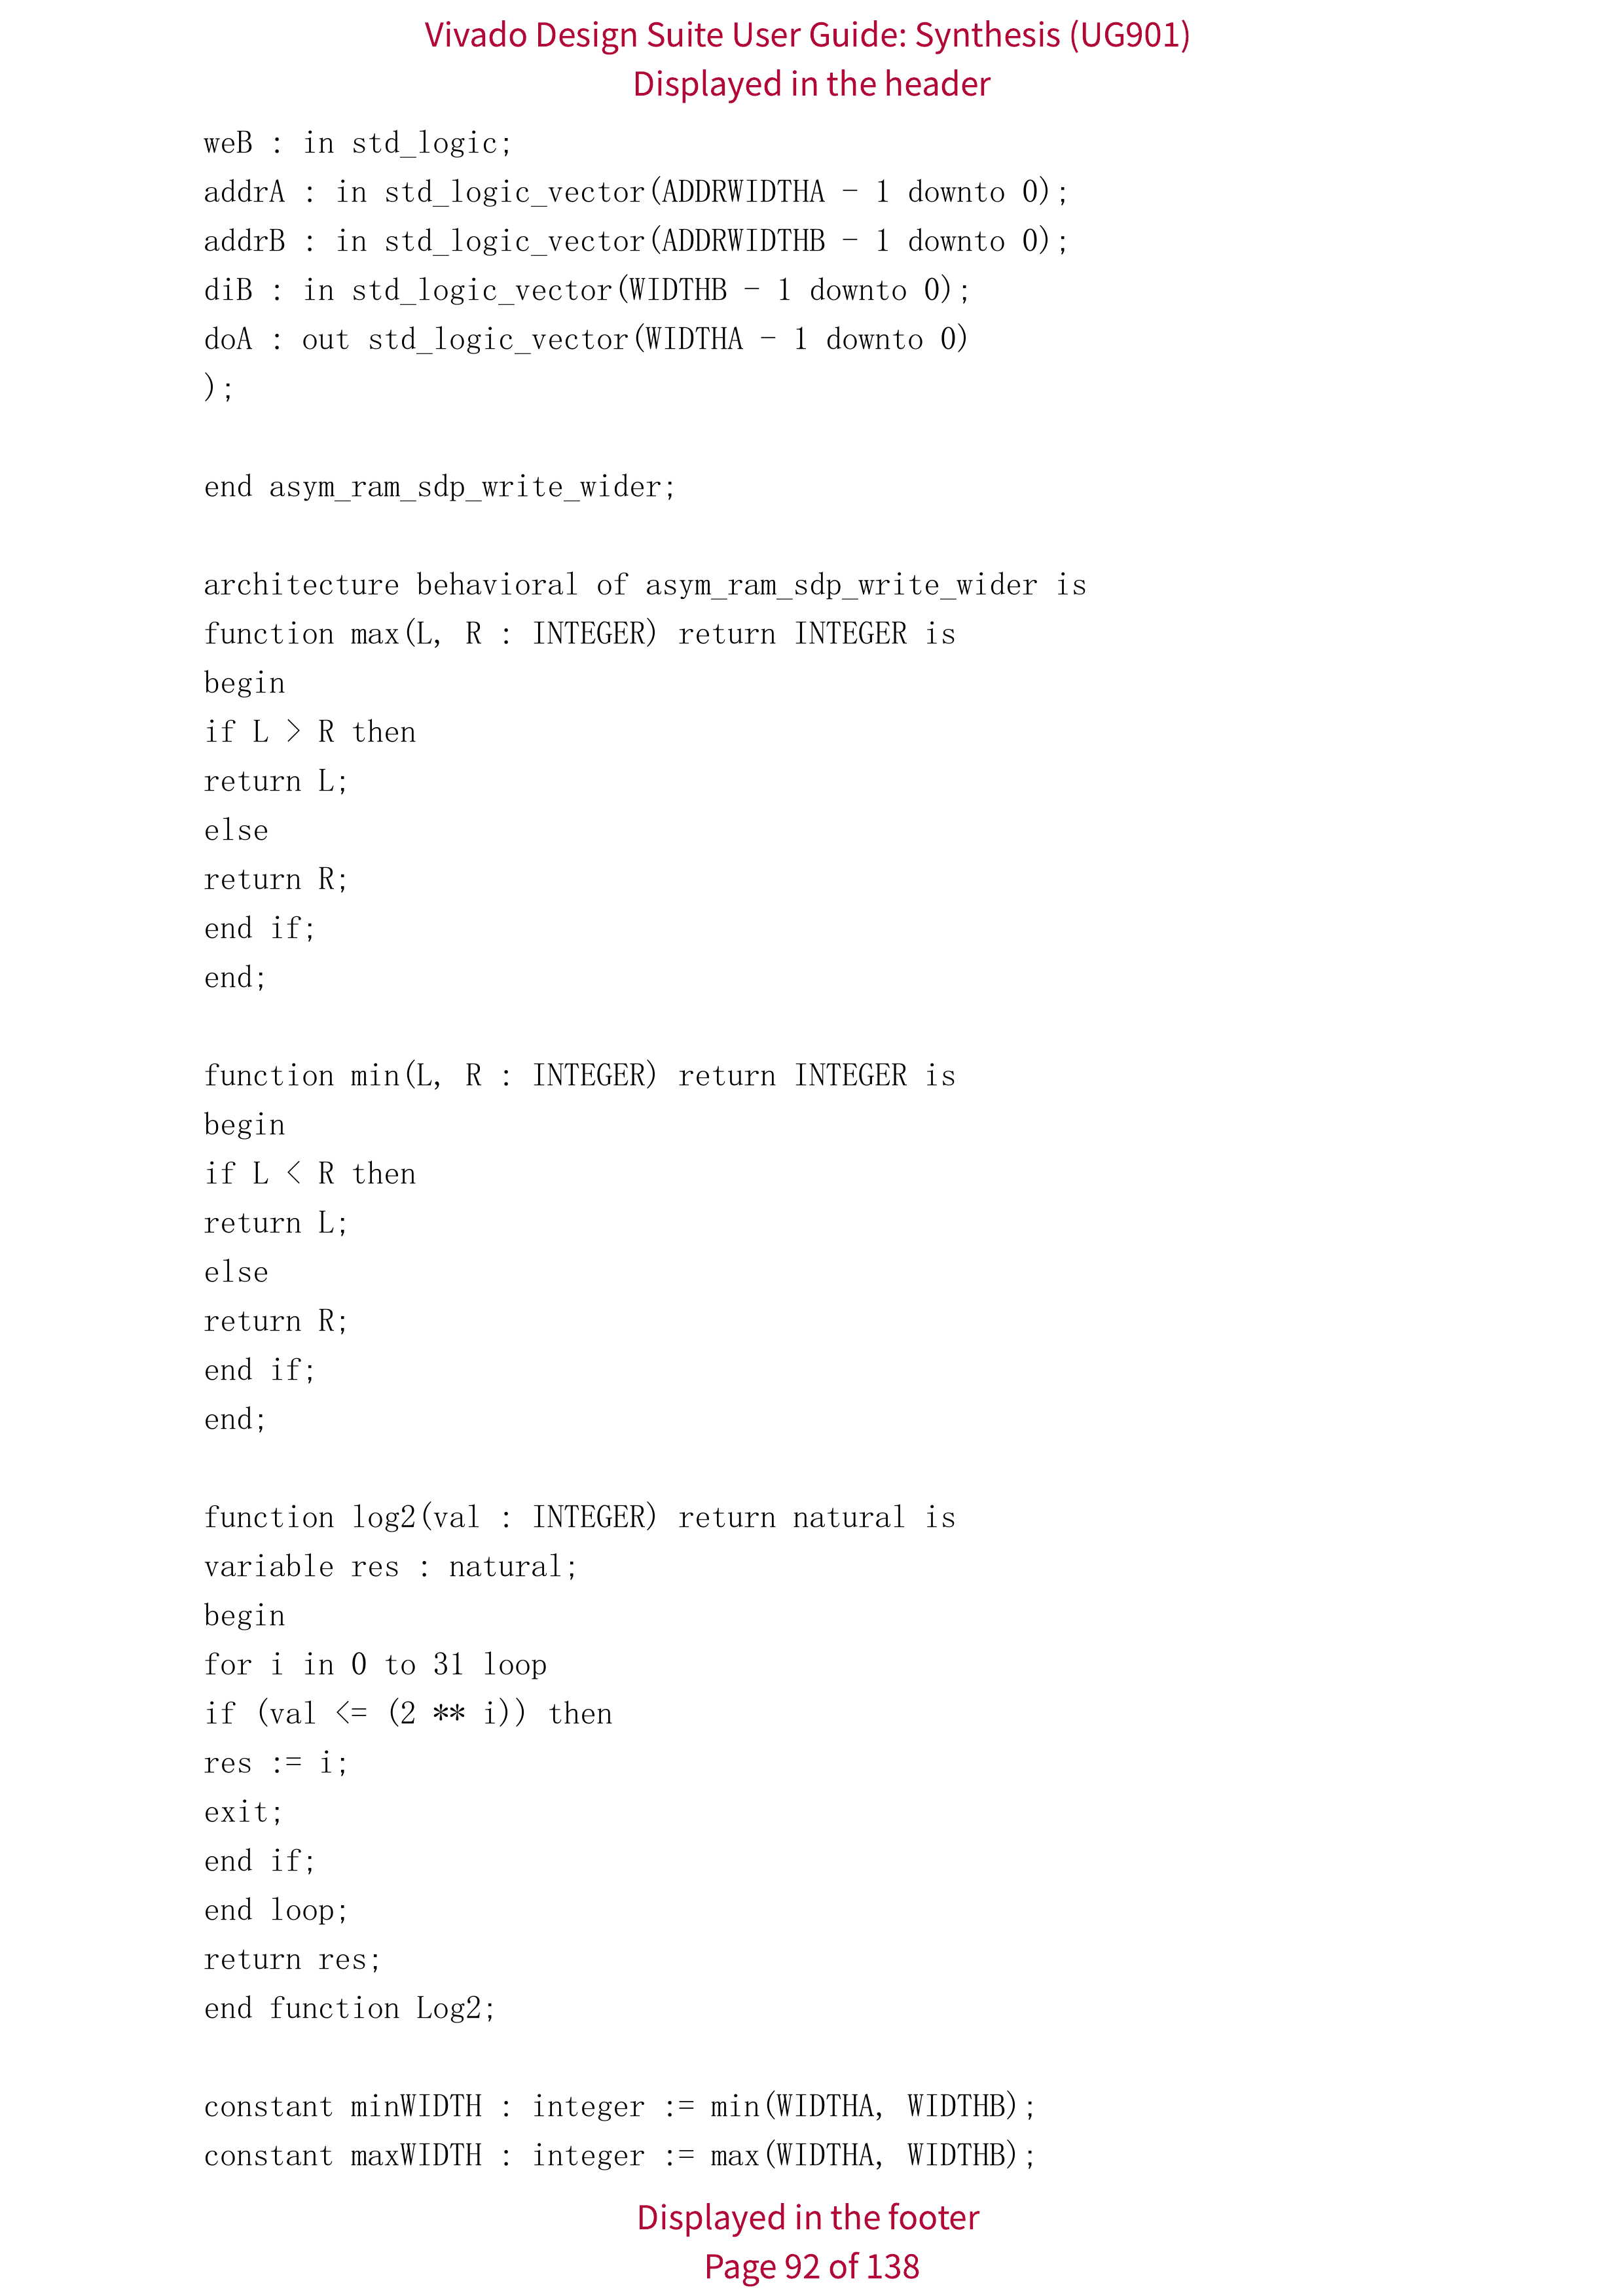 Vivado Design Suite User Guide: Synthesis (UG901)
Displayed in the header
weB : in std_logic;
addrA : in std_logic_vector(ADDRWIDTHA - 1 downto 0);
addrB : in std_logic_vector(ADDRWIDTHB - 1 downto 0);
diB : in std_logic_vector(WIDTHB - 1 downto 0);
doA : out std_logic_vector(WIDTHA - 1 downto 0)
);
end asym_ram_sdp_write_wider;
architecture behavioral of asym_ram_sdp_write_wider is
function max(L, R : INTEGER) return INTEGER is
begin
if L > R then
return L;
else
return R;
end if;
end;
function min(L, R : INTEGER) return INTEGER is
begin
if L < R then
return L;
else
return R;
end if;
end;
function log2(val : INTEGER) return natural is
variable res : natural;
begin
for i in 0 to 31 loop
if (val <= (2 ** i)) then
res := i;
exit;
end if;
end loop;
return res;
end function Log2;
constant minWIDTH : integer := min(WIDTHA, WIDTHB);
constant maxWIDTH : integer := max(WIDTHA, WIDTHB);
Displayed in the footer
Page 92 of 138